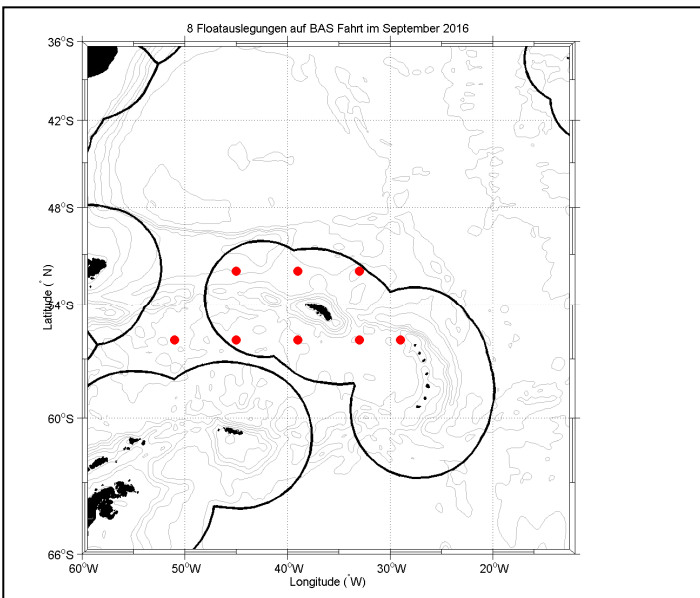 8 Floatauslegungen auf BAS Fahrt im September 2016
36°S
42°S
48°S
54°S
60°S
66°S
Latitude (° N)
60°W
50°W
40°W
30°W
20°W
Longitude (°W)